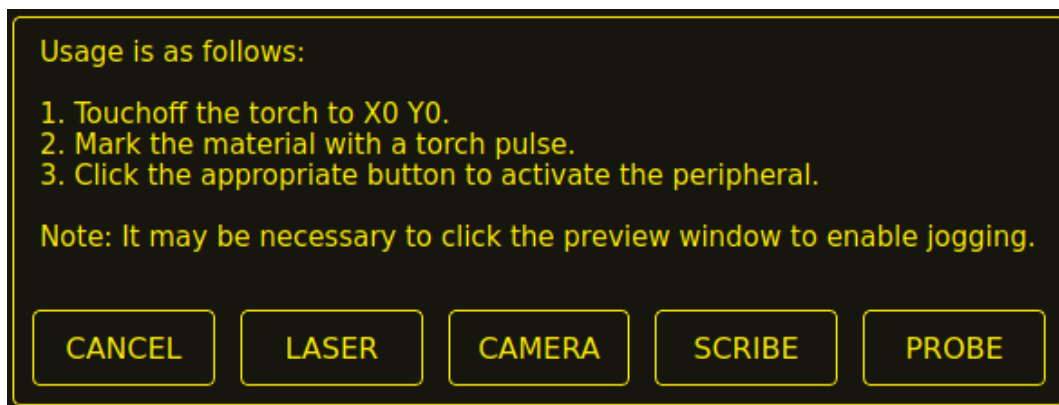 Usage is as follows:
1. Touchoff the torch to X0 Y0.
2. Mark the material with a torch pulse.
3. Click the appropriate button to activate the peripheral.
Note: It may be necessary to click the preview window to enable jogging.
CANCEL LASER CAMERA SCRIBE PROBE